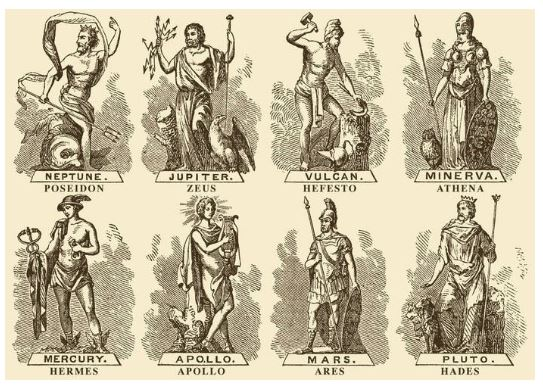 NEPTUNE. JUPITER. VULCAN. MINERVA.
POSEIDON ZEUS HEFESTO ATHENA
MERCURY. APOLLO. MARS. PLUTO.
HERMES APOLLO ARES HADES